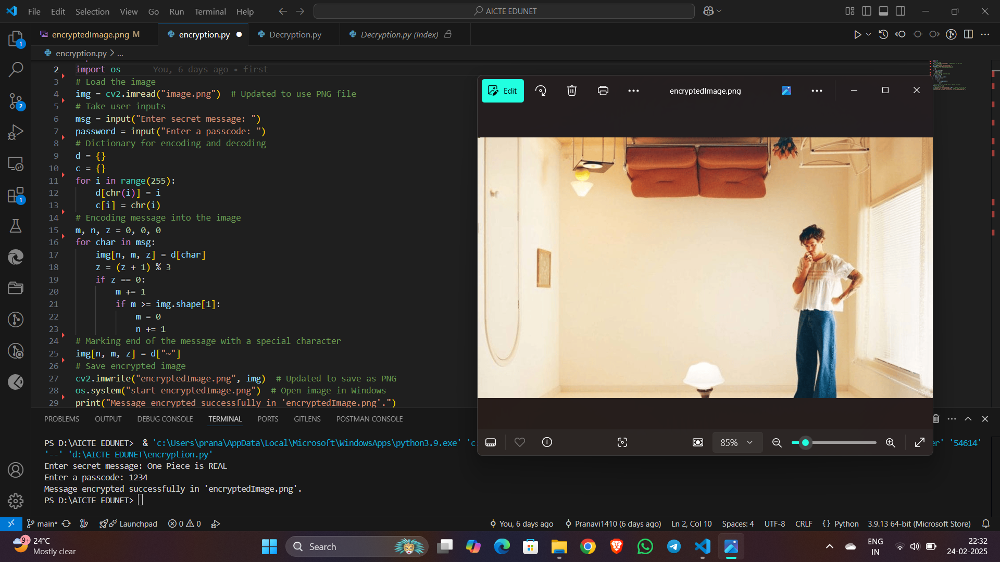 File Edit Selection View Go Run Terminal Help AICTE EDUNET
encryptedImage.png M encryption.py Decryption.py Decryption.py (Index)
encryption.py > ...
2 import os You, 6 days ago • first
3 # Load the image
4 img = cv2.imread("image.png") # Updated to use PNG file
5 # Take user inputs
6 msg = input("Enter secret message: ")
7 password = input("Enter a passcode: ")
8 # Dictionary for encoding and decoding
9 d = {}
10 c = {}
11 for i in range(255):
12 d[chr(i)] = i
13 c[i] = chr(i)
14 # Encoding message into the image
15 m, n, z = 0, 0, 0
16 for char in msg:
17 img[n, m, z] = d[char]
18 z = (z + 1) % 3
19 if z == 0:
20 m += 1
21 if m >= img.shape[1]:
22 m = 0
23 n += 1
24 # Marking end of the message with a special character
25 img[n, m, z] = d["~"]
26 # Save encrypted image
27 cv2.imwrite("encryptedImage.png", img) # Updated to save as PNG
28 os.system("start encryptedImage.png") # Open image in Windows
29 print("Message encrypted successfully in 'encryptedImage.png'.")
Edit encryptedImage.png
85%
PROBLEMS OUTPUT DEBUG CONSOLE TERMINAL PORTS GITLENS POSTMAN CONSOLE
PS D:\AICTE EDUNET> & 'c:\Users\prana\AppData\Local\Microsoft\WindowsApps\python3.9.exe' 'c: er' '54614'
'--' 'd:\AICTE EDUNET\encryption.py'
Enter secret message: One Piece is REAL
Enter a passcode: 1234
Message encrypted successfully in 'encryptedImage.png'.
PS D:\AICTE EDUNET>
1
2
1
main* Launchpad 0 0 You, 6 days ago Pranavi1410 (6 days ago) Ln 2, Col 10 Spaces: 4 UTF-8 CRLF {} Python 3.9.13 64-bit (Microsoft Store)
9+ 24°C
Mostly clear
Search
ENG
IN
22:32
24-02-2025